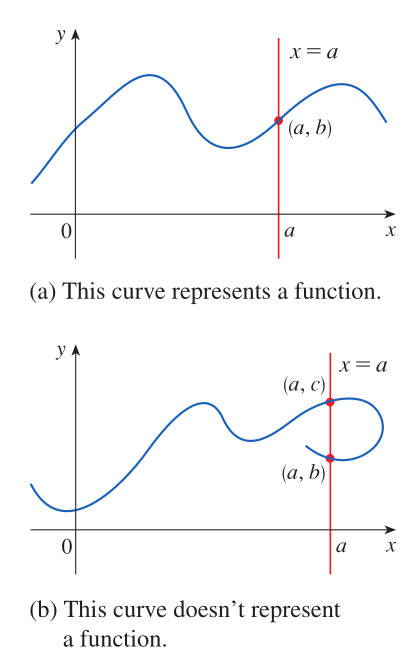 y
x = a
(a, b)
0
a
x
(a) This curve represents a function.
y
x = a
(a, c)
(a, b)
0
a
x
(b) This curve doesn’t represent
a function.